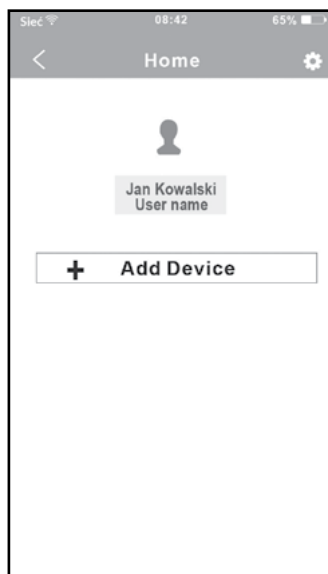 Sieć 08:42 65%
Home
Jan Kowalski
User name
+ Add Device